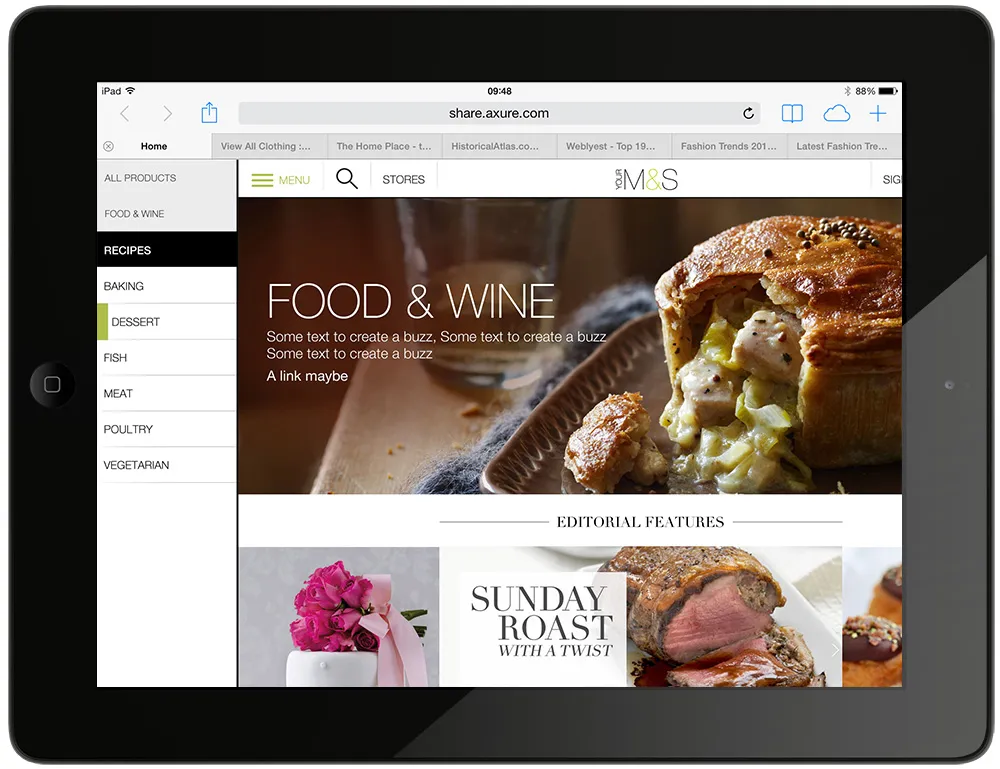 iPad 09:48 88%
share.axure.com
Home View All Clothing :... The Home Place - t... HistoricalAtlas.co... Weblyest - Top 19... Fashion Trends 201... Latest Fashion Tre...
ALL PRODUCTS
FOOD & WINE
RECIPES
BAKING
DESSERT
FISH
MEAT
POULTRY
VEGETARIAN
MENU STORES YOUR M&S SIG
FOOD & WINE
Some text to create a buzz, Some text to create a buzz
Some text to create a buzz
A link maybe
EDITORIAL FEATURES
SUNDAY
ROAST
WITH A TWIST